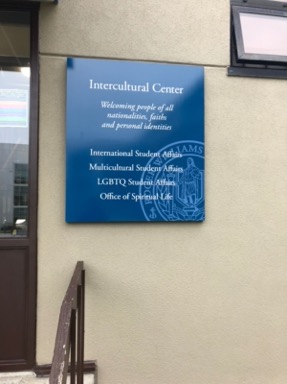 Intercultural Center
Welcoming people of all
nationalities, faiths
and personal identities
International Student Affairs
Multicultural Student Affairs
LGBTQ Student Affairs
Office of Spiritual Life